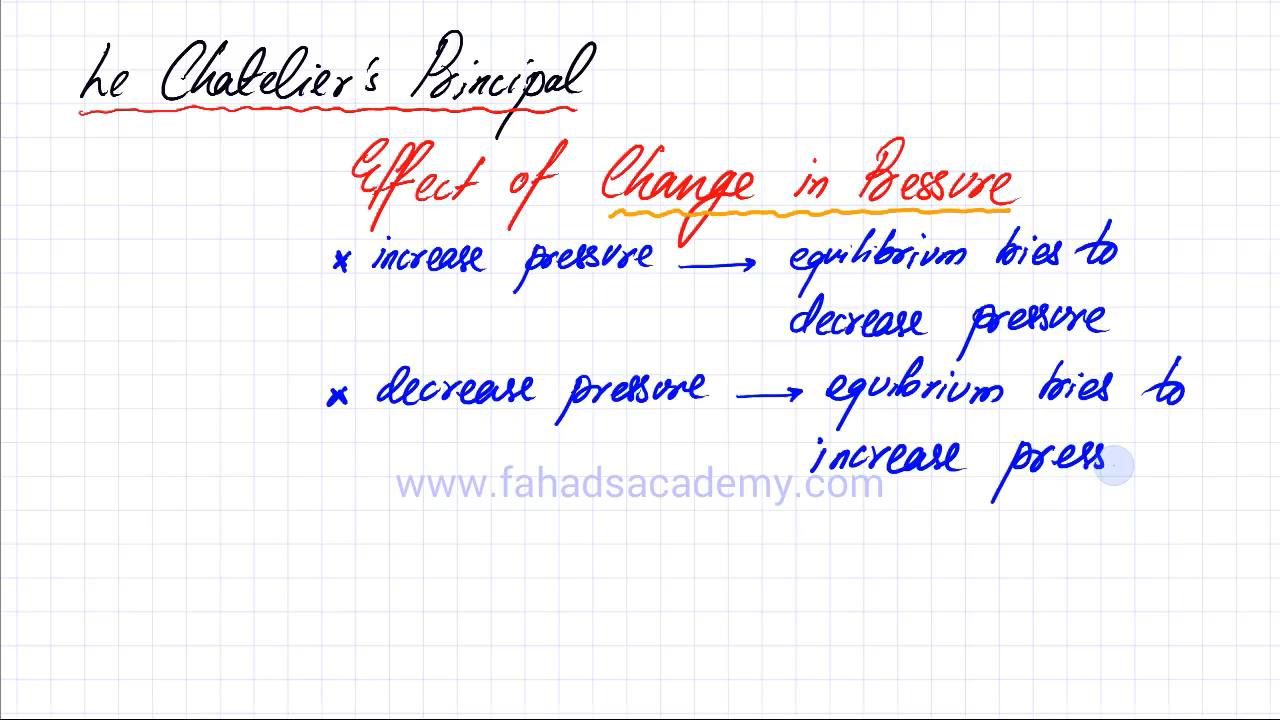 Le Chatelier's Principal
Effect of Change in Pressure
x increase pressure → equilibrium tries to
decrease pressure
x decrease pressure → equilibrium tries to
increase press
www.fahadsacademy.com